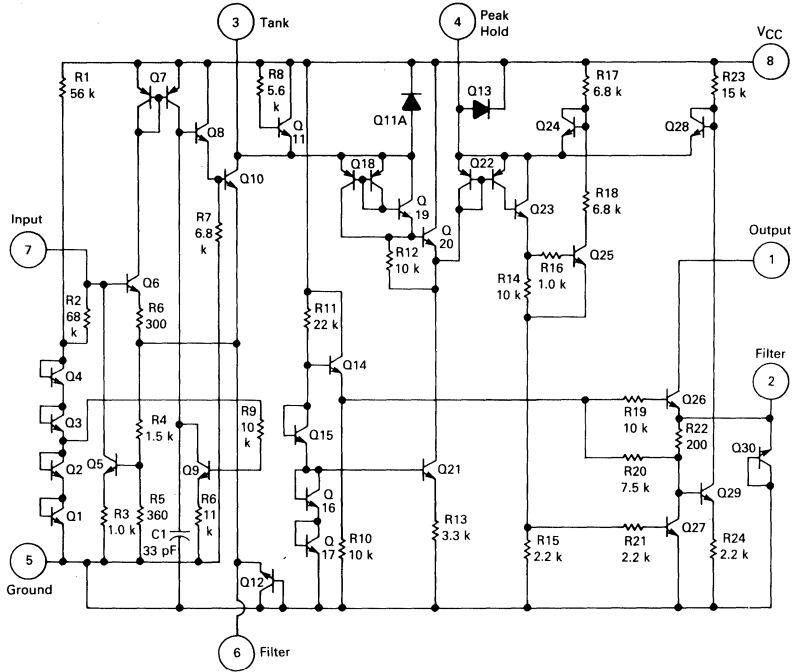 3 Tank
4 Peak
Hold
VCC
8
R1
56 k
Q7
Q8
R8
5.6
k
Q
11
Q11A
Q13
R17
6.8 k
R23
15 k
Q24
Q28
Q10
Q18
Q
19
Q22
Q23
R7
6.8
k
Q
20
R18
6.8 k
Input
7
Output
1
R12
10 k
R16
1.0 k
Q25
R14
10 k
Q6
R2
68
k
R6
300
R11
22 k
Q14
Filter
2
Q4
Q3
R9
10
k
R4
1.5 k
Q15
R19
10 k
Q26
R22
200
Q30
Q2
Q5
Q9
Q21
R20
7.5 k
Q29
Q
16
Q1
R3
1.0 k
R5
360
C1
33 pF
R6
11
k
Q
17
R10
10 k
R13
3.3 k
R15
2.2 k
R21
2.2 k
Q27
R24
2.2 k
5
Ground
Q12
6 Filter